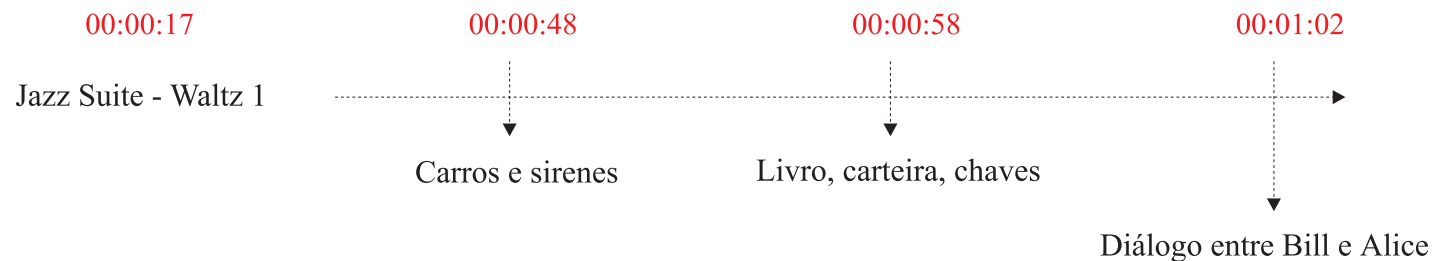 00:00:17 00:00:48 00:00:58 00:01:02
Jazz Suite - Waltz 1
Carros e sirenes Livro, carteira, chaves
Diálogo entre Bill e Alice